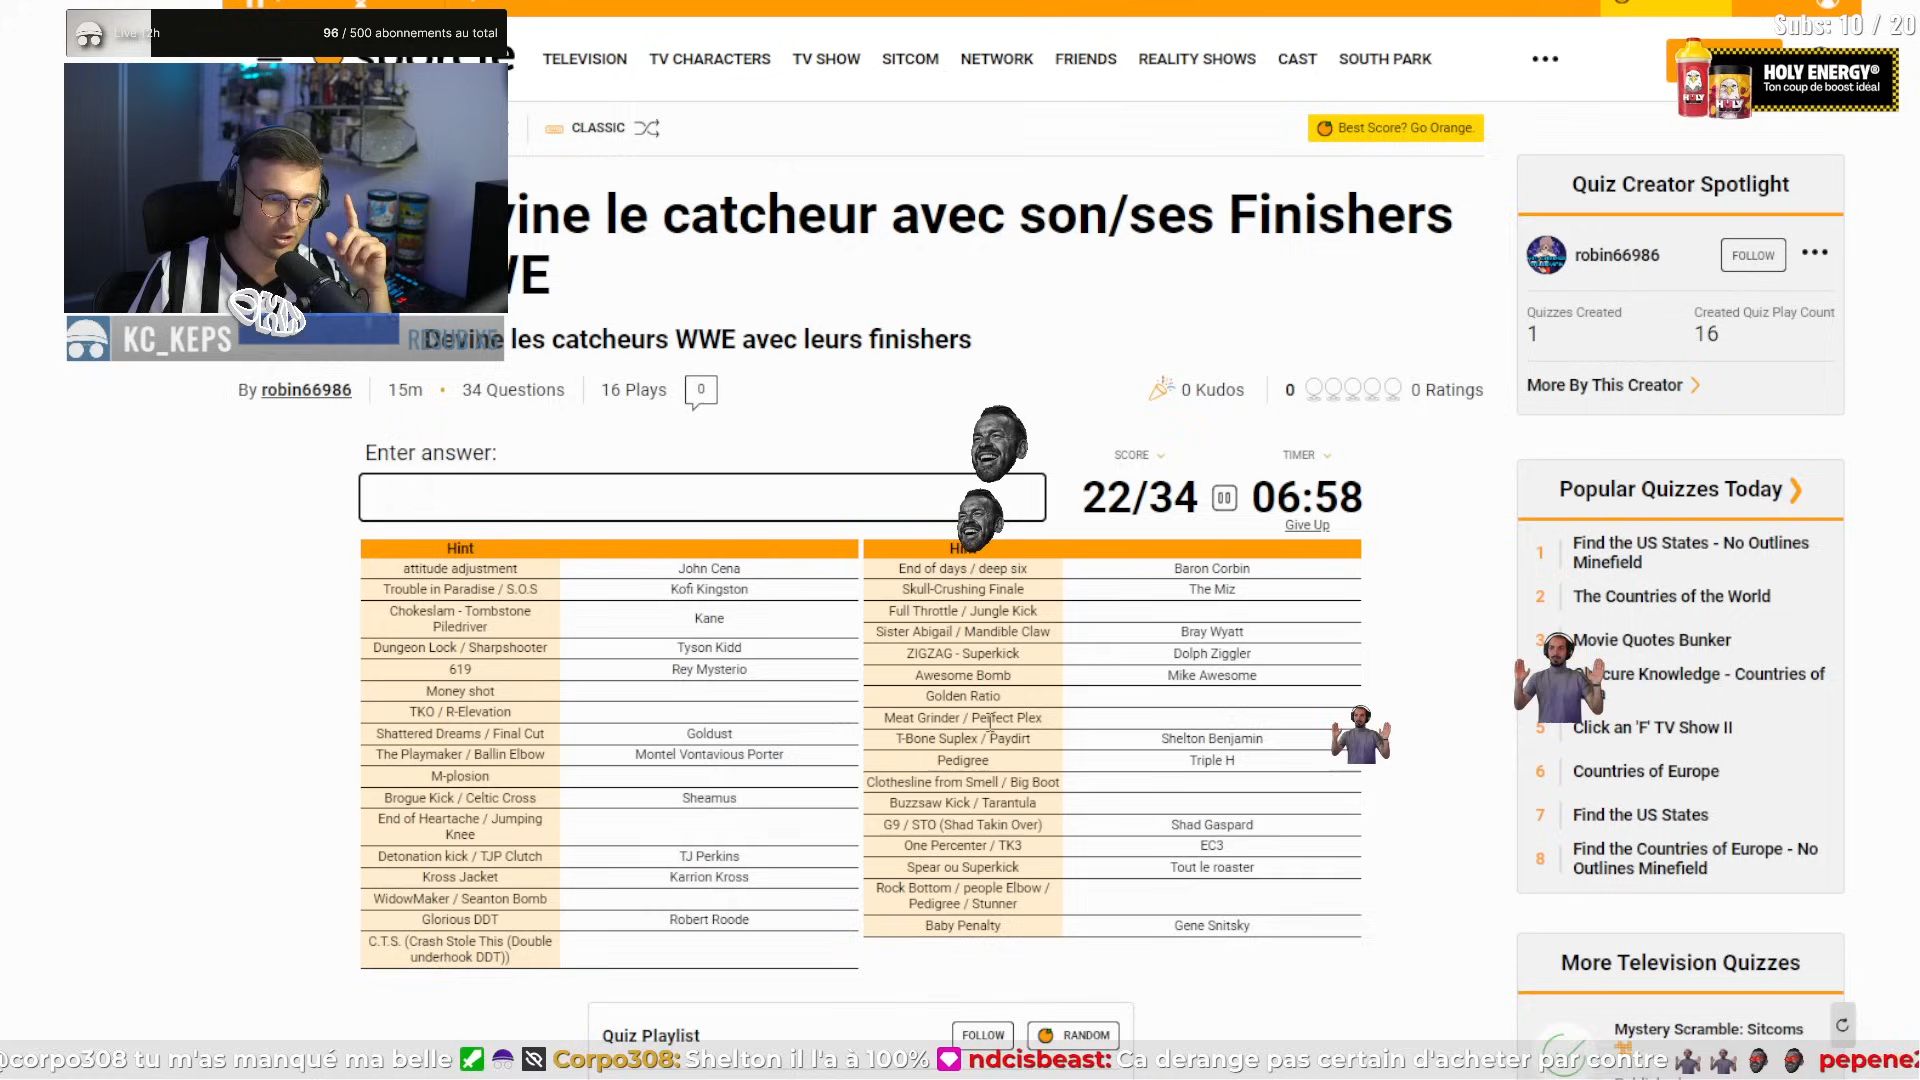 Live 12h
96 / 500 abonnements au total
Subs: 10 / 20
TELEVISION TV CHARACTERS TV SHOW SITCOM NETWORK FRIENDS REALITY SHOWS CAST SOUTH PARK
HOLY ENERGY®
Ton coup de boost idéal
CLASSIC
Best Score? Go Orange.
vine le catcheur avec son/ses Finishers
WE
Devine les catcheurs WWE avec leurs finishers
KC_KEPS
By robin66986 15m • 34 Questions 16 Plays 0
0 Kudos 0 0 Ratings
Enter answer:
SCORE TIMER
22/34 06:58
Give Up
Hint
attitude adjustment John Cena
Trouble in Paradise / S.O.S Kofi Kingston
Chokeslam - Tombstone
Piledriver Kane
Dungeon Lock / Sharpshooter Tyson Kidd
619 Rey Mysterio
Money shot
TKO / R-Elevation
Shattered Dreams / Final Cut Goldust
The Playmaker / Ballin Elbow Montel Vontavious Porter
M-plosion
Brogue Kick / Celtic Cross Sheamus
End of Heartache / Jumping
Knee
Detonation kick / TJP Clutch TJ Perkins
Kross Jacket Karrion Kross
WidowMaker / Seanton Bomb
Glorious DDT Robert Roode
C.T.S. (Crash Stole This (Double
underhook DDT))
End of days / deep six Baron Corbin
Skull-Crushing Finale The Miz
Full Throttle / Jungle Kick
Sister Abigail / Mandible Claw Bray Wyatt
ZIGZAG - Superkick Dolph Ziggler
Awesome Bomb Mike Awesome
Golden Ratio
Meat Grinder / Perfect Plex
T-Bone Suplex / Paydirt Shelton Benjamin
Pedigree Triple H
Clothesline from Smell / Big Boot
Buzzsaw Kick / Tarantula
G9 / STO (Shad Takin Over) Shad Gaspard
One Percenter / TK3 EC3
Spear ou Superkick Tout le roaster
Rock Bottom / people Elbow /
Pedigree / Stunner
Baby Penalty Gene Snitsky
Quiz Playlist FOLLOW RANDOM
Quiz Creator Spotlight
robin66986 FOLLOW
Quizzes Created Created Quiz Play Count
1 16
More By This Creator
Popular Quizzes Today
1 Find the US States - No Outlines
Minefield
2 The Countries of the World
3 Movie Quotes Bunker
cure Knowledge - Countries of
5 Click an 'F' TV Show II
6 Countries of Europe
7 Find the US States
8 Find the Countries of Europe - No
Outlines Minefield
More Television Quizzes
Mystery Scramble: Sitcoms
@corpo308 tu m'as manqué ma belle Corpo308: Shelton il l'a à 100% ndcisbeast: Ca derange pas certain d'acheter par contre pepene2